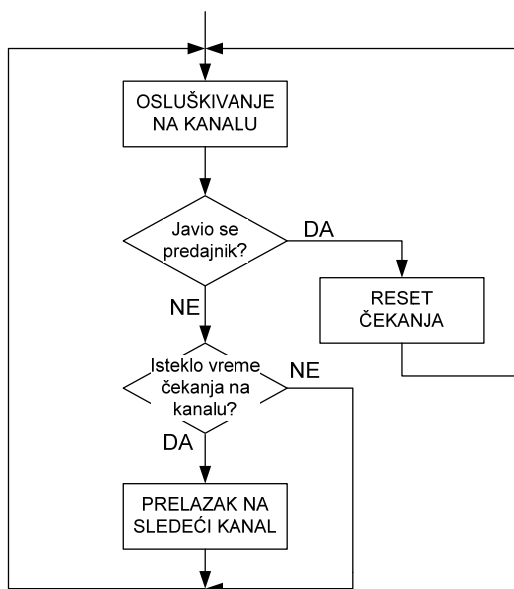 OSLUŠKIVANJE
NA KANALU
Javio se
predajnik?
DA
NE
RESET
ČEKANJA
Isteklo vreme
čekanja na
kanalu?
NE
DA
PRELAZAK NA
SLEDEĆI KANAL